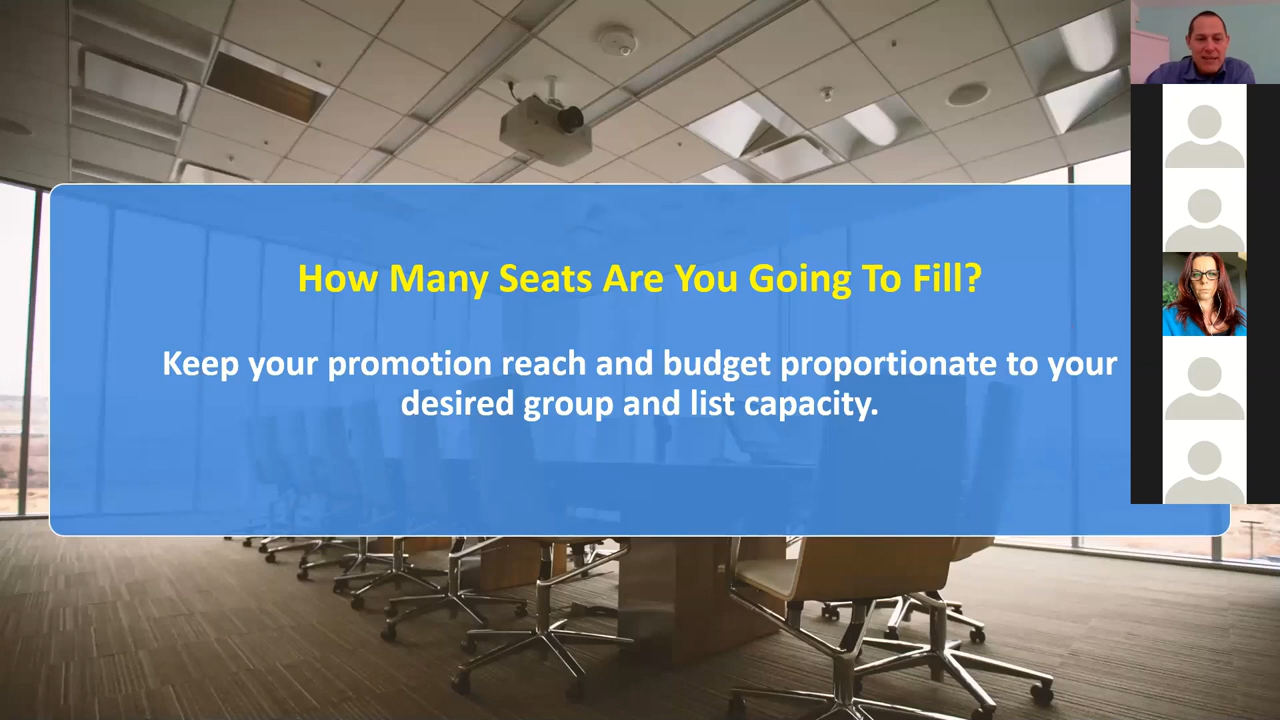 How Many Seats Are You Going To Fill?
Keep your promotion reach and budget proportionate to your
desired group and list capacity.